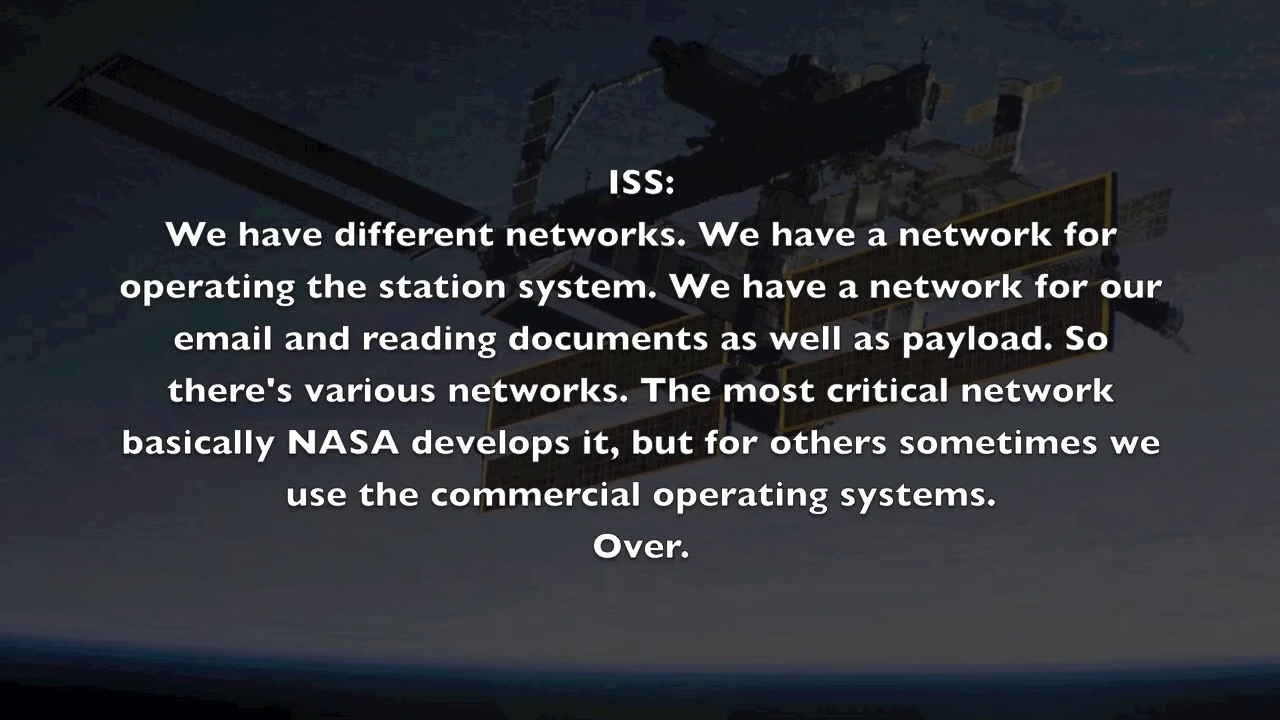 ISS:
We have different networks. We have a network for
operating the station system. We have a network for our
email and reading documents as well as payload. So
there's various networks. The most critical network
basically NASA develops it, but for others sometimes we
use the commercial operating systems.
Over.